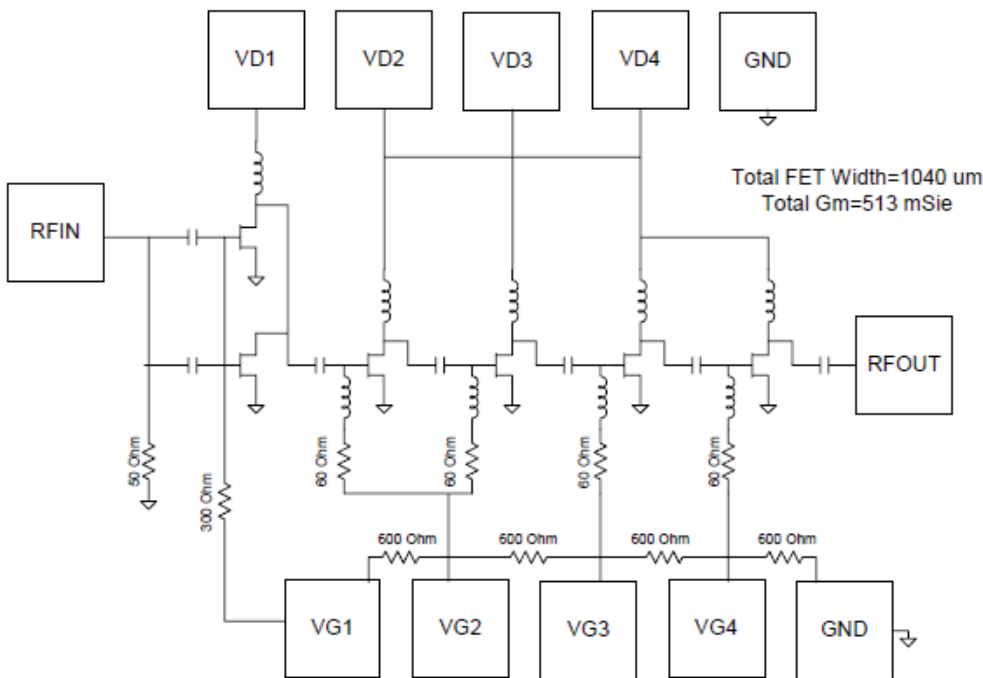 VD1
VD2
VD3
VD4
GND
Total FET Width=1040 um
Total Gm=513 mSie
RFIN
RFOUT
50 Ohm
300 Ohm
60 Ohm
60 Ohm
60 Ohm
60 Ohm
600 Ohm
600 Ohm
600 Ohm
600 Ohm
VG1
VG2
VG3
VG4
GND